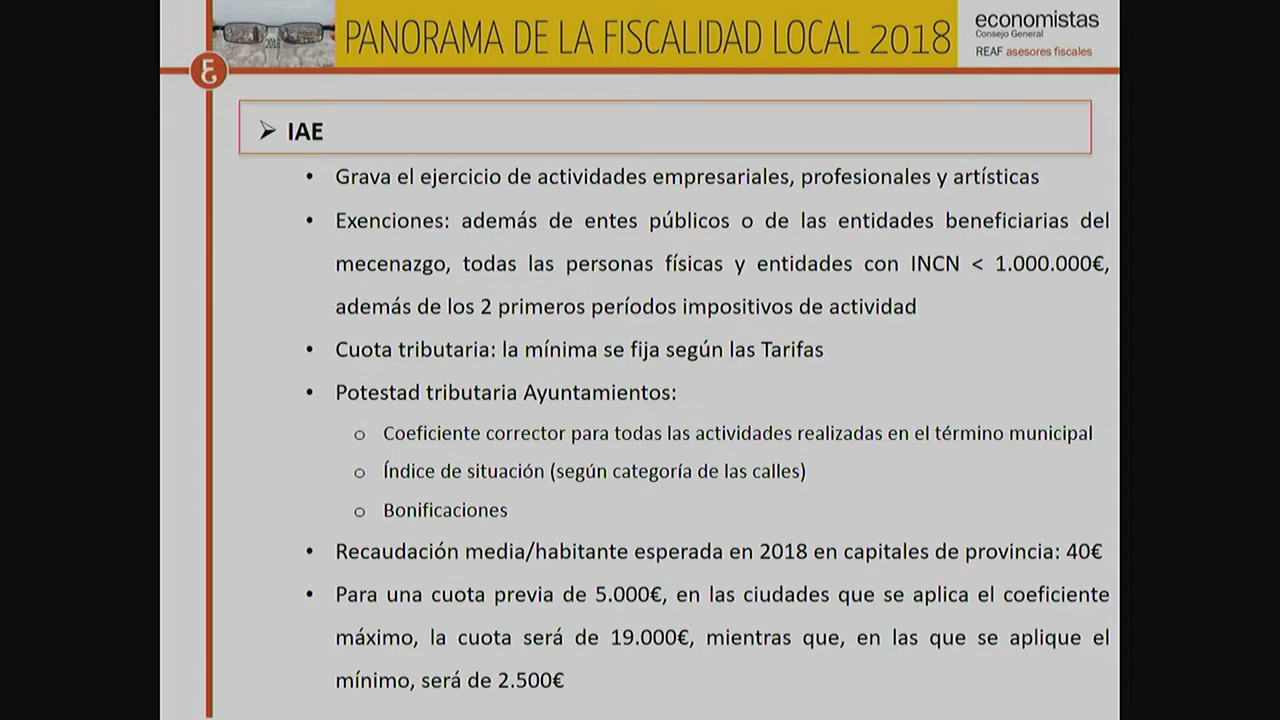 PANORAMA DE LA FISCALIDAD LOCAL 2018
economistas
Consejo General
REAF asesores fiscales
2018
➢ IAE
• Grava el ejercicio de actividades empresariales, profesionales y artísticas
• Exenciones: además de entes públicos o de las entidades beneficiarias del
mecenazgo, todas las personas físicas y entidades con INCN < 1.000.000€,
además de los 2 primeros períodos impositivos de actividad
• Cuota tributaria: la mínima se fija según las Tarifas
• Potestad tributaria Ayuntamientos:
o Coeficiente corrector para todas las actividades realizadas en el término municipal
o Índice de situación (según categoría de las calles)
o Bonificaciones
• Recaudación media/habitante esperada en 2018 en capitales de provincia: 40€
• Para una cuota previa de 5.000€, en las ciudades que se aplica el coeficiente
máximo, la cuota será de 19.000€, mientras que, en las que se aplique el
mínimo, será de 2.500€